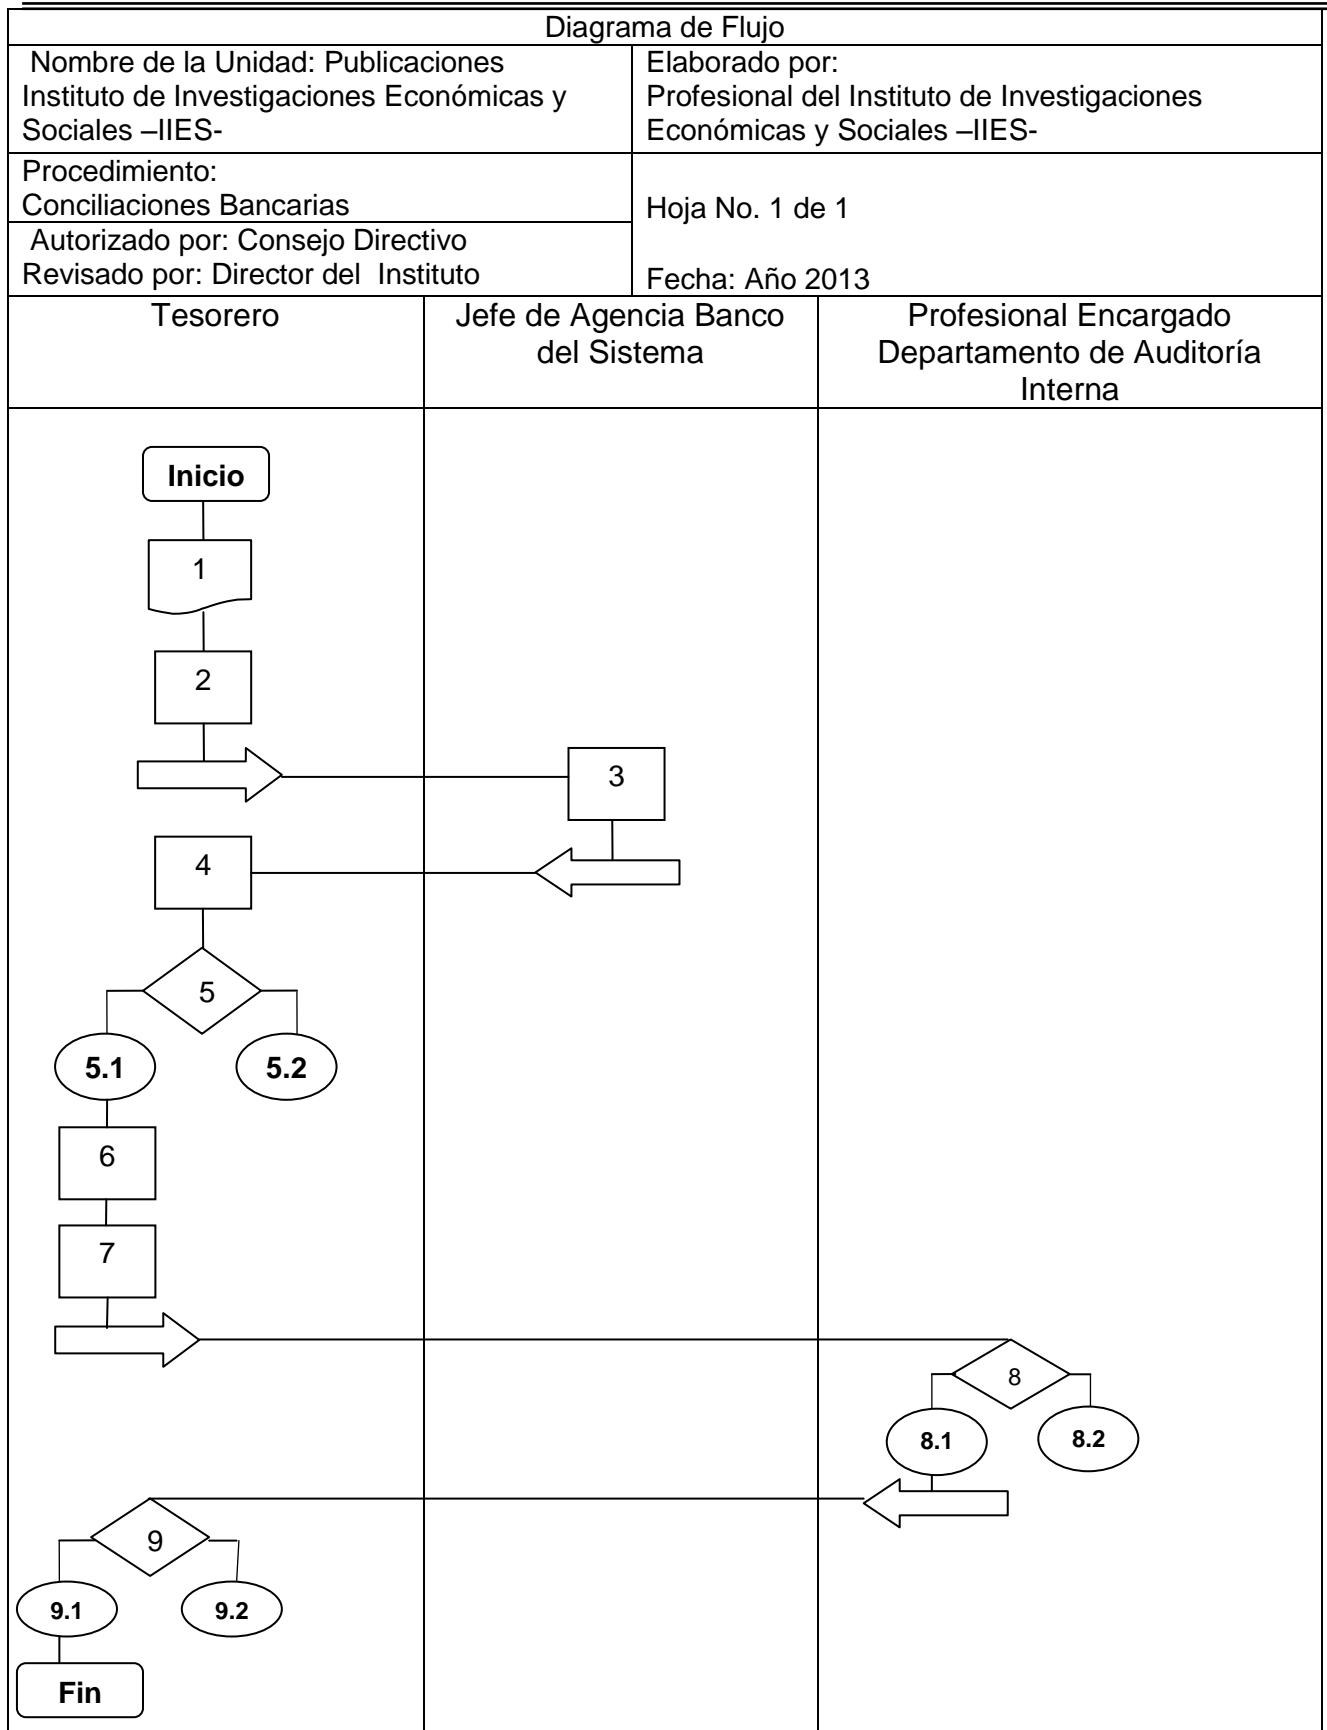 Diagrama de Flujo
Nombre de la Unidad: Publicaciones
Instituto de Investigaciones Económicas y
Sociales –IIES-
Elaborado por:
Profesional del Instituto de Investigaciones
Económicas y Sociales –IIES-
Procedimiento:
Conciliaciones Bancarias
Autorizado por: Consejo Directivo
Revisado por: Director del Instituto
Hoja No. 1 de 1
Fecha: Año 2013
Tesorero
Jefe de Agencia Banco
del Sistema
Profesional Encargado
Departamento de Auditoría
Interna
Inicio
1
2
3
4
5
5.1
5.2
6
7
8
8.1
8.2
9
9.1
9.2
Fin